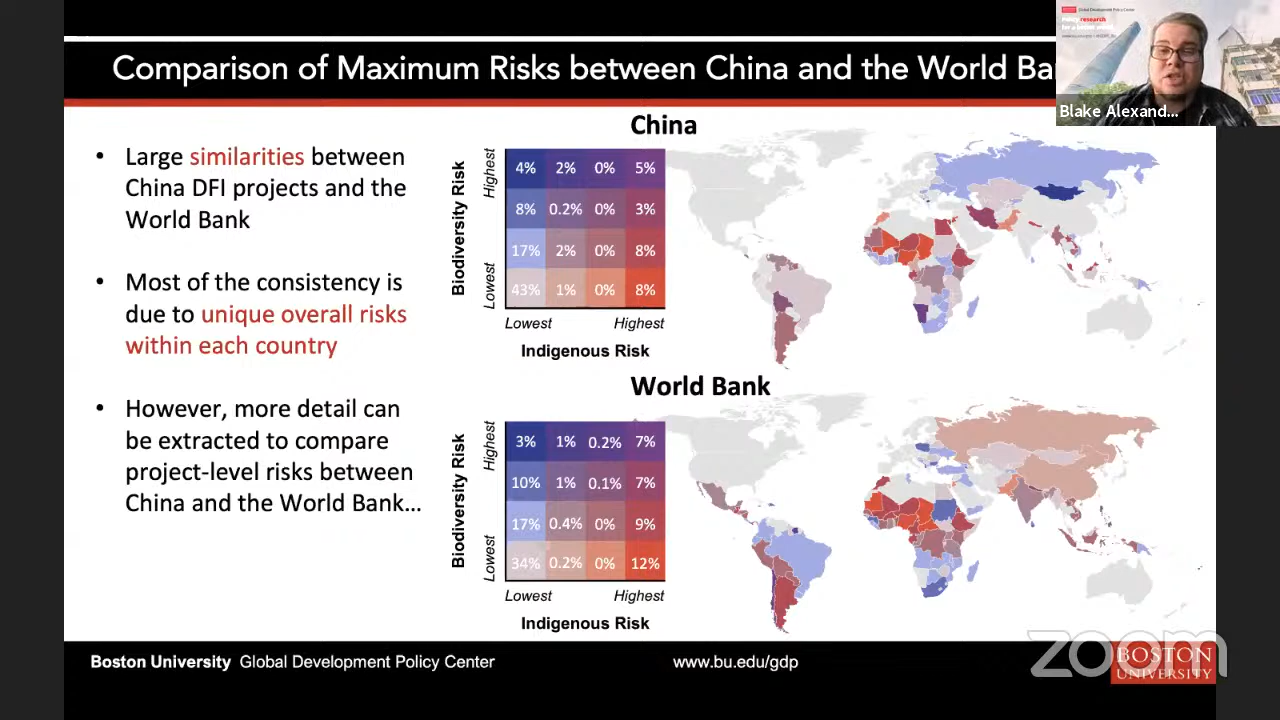 Comparison of Maximum Risks between China and the World Ba
Global Development Policy Center
research
Blake Alexand...
• Large similarities between
China DFI projects and the
World Bank
• Most of the consistency is
due to unique overall risks
within each country
• However, more detail can
be extracted to compare
project-level risks between
China and the World Bank...
China
Biodiversity Risk
Highest
Lowest
4% 2% 0% 5%
8% 0.2% 0% 3%
17% 2% 0% 8%
43% 1% 0% 8%
Lowest Highest
Indigenous Risk
World Bank
Biodiversity Risk
Highest
Lowest
3% 1% 0.2% 7%
10% 1% 0.1% 7%
17% 0.4% 0% 9%
34% 0.2% 0% 12%
Lowest Highest
Indigenous Risk
Boston University Global Development Policy Center
www.bu.edu/gdp
zoom
BOSTON
UNIVERSITY